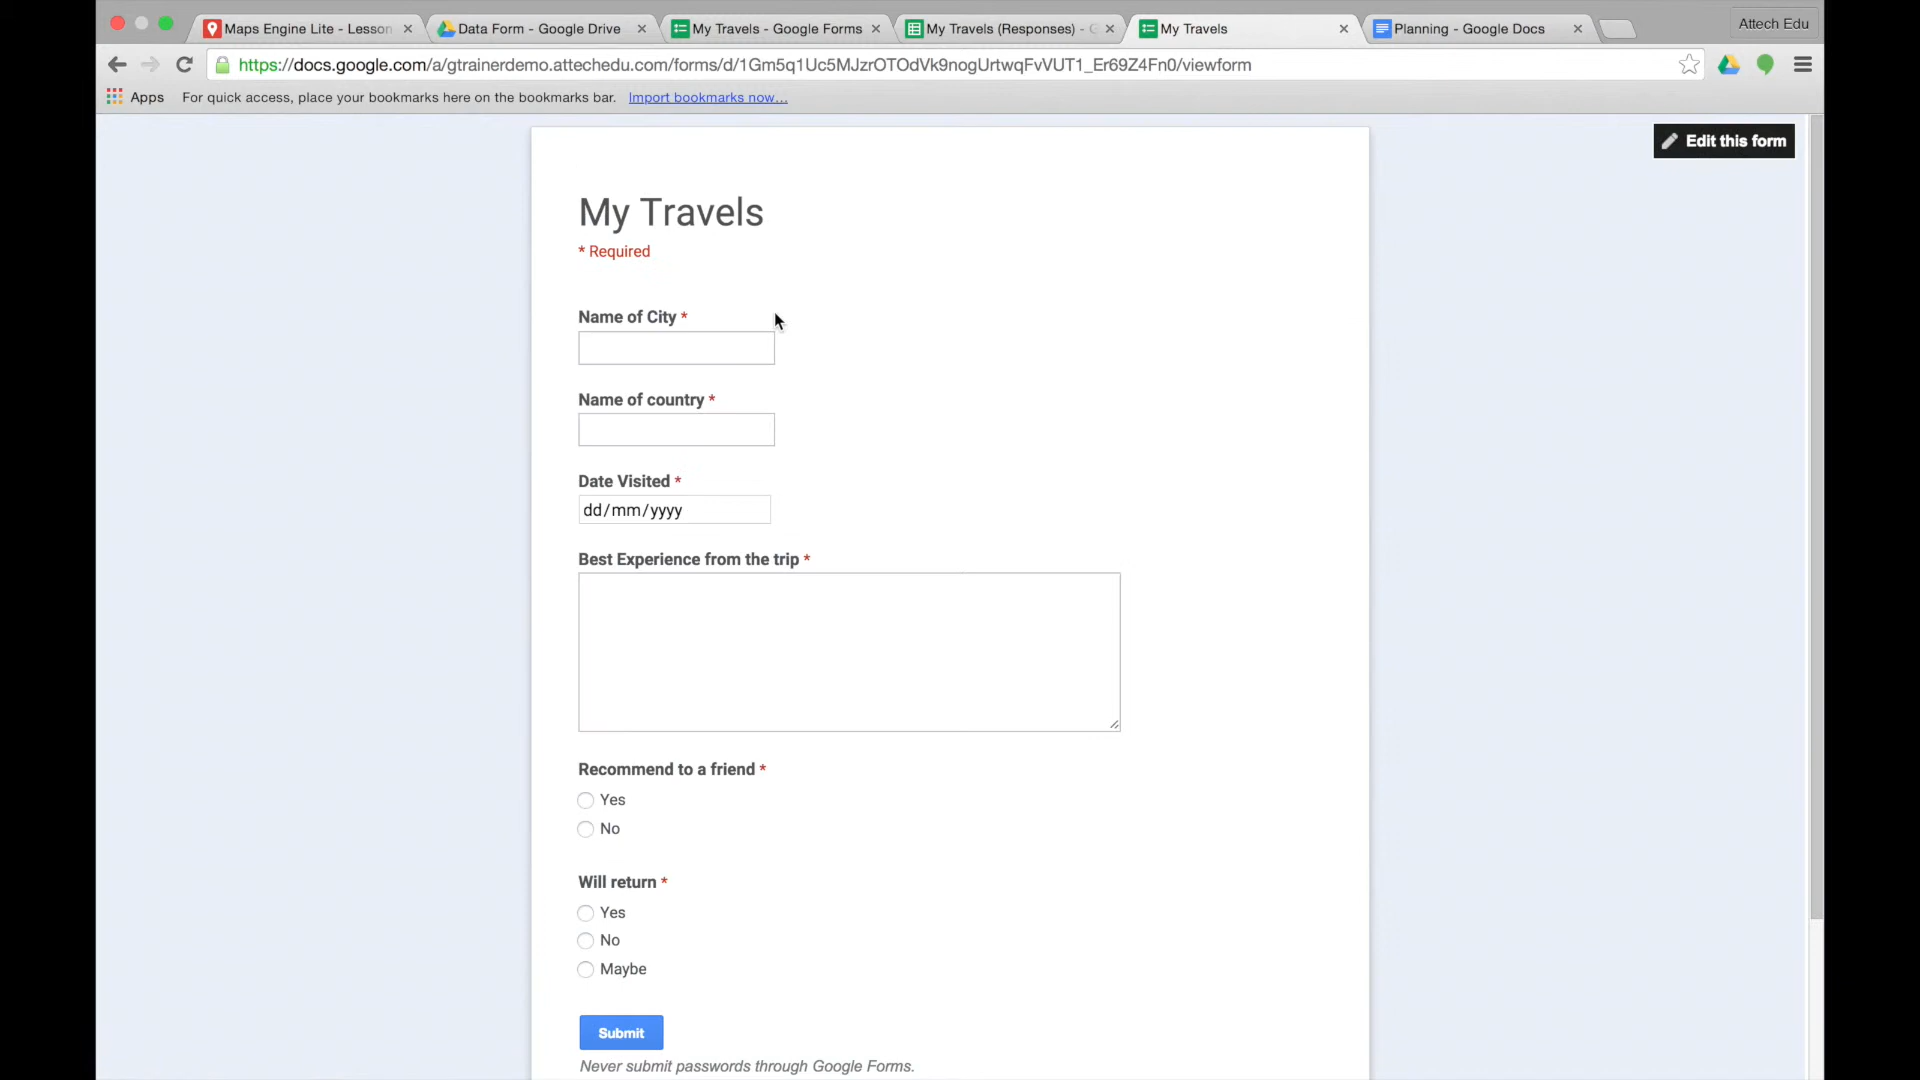 Maps Engine Lite - Lesson
Data Form - Google Drive
My Travels - Google Forms
My Travels (Responses) - G
My Travels
Planning - Google Docs
Attech Edu
https://docs.google.com/a/gtrainerdemo.attechedu.com/forms/d/1Gm5q1Uc5MJzrOTOdVk9nogUrtwqFvVUT1_Er69Z4Fn0/viewform
Apps For quick access, place your bookmarks here on the bookmarks bar. Import bookmarks now...
Edit this form
My Travels
* Required
Name of City *
Name of country *
Date Visited *
dd/mm/yyyy
Best Experience from the trip *
Recommend to a friend *
Yes
No
Will return *
Yes
No
Maybe
Submit
Never submit passwords through Google Forms.